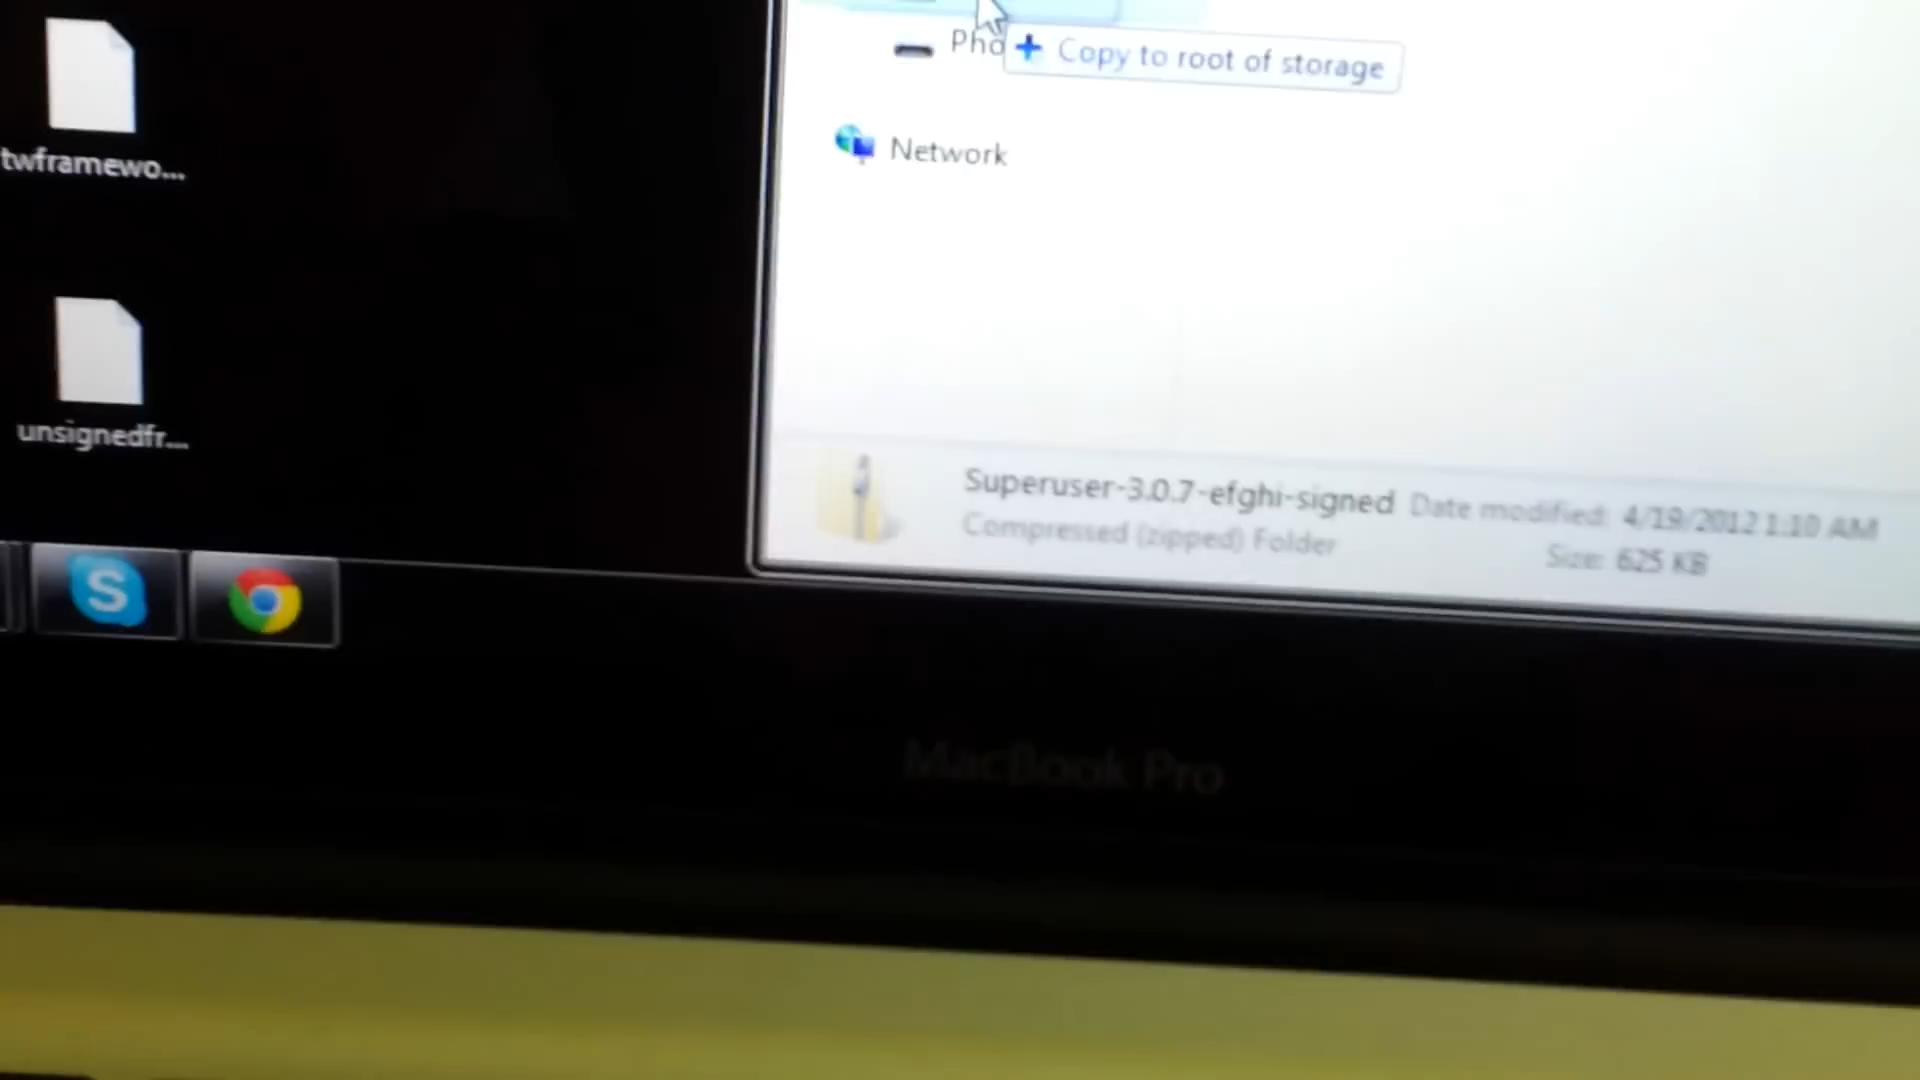 Pho
Copy to root of storage
twframewo...
Network
unsignedfr...
Superuser-3.0.7-efghi-signed Date modified: 4/19/2012 1:10 AM
Compressed (zipped) Folder Size: 625 KB
S
MacBook Pro